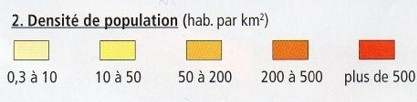 2. Densité de population (hab. par km²)
0,3 à 10 10 à 50 50 à 200 200 à 500 plus de 500